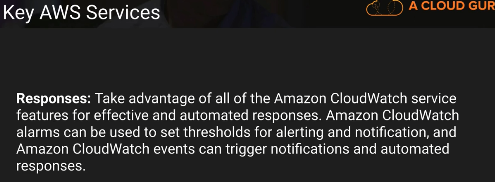 Key AWS Services
A CLOUD GUR
Responses: Take advantage of all of the Amazon CloudWatch service
features for effective and automated responses. Amazon CloudWatch
alarms can be used to set thresholds for alerting and notification, and
Amazon CloudWatch events can trigger notifications and automated
responses.